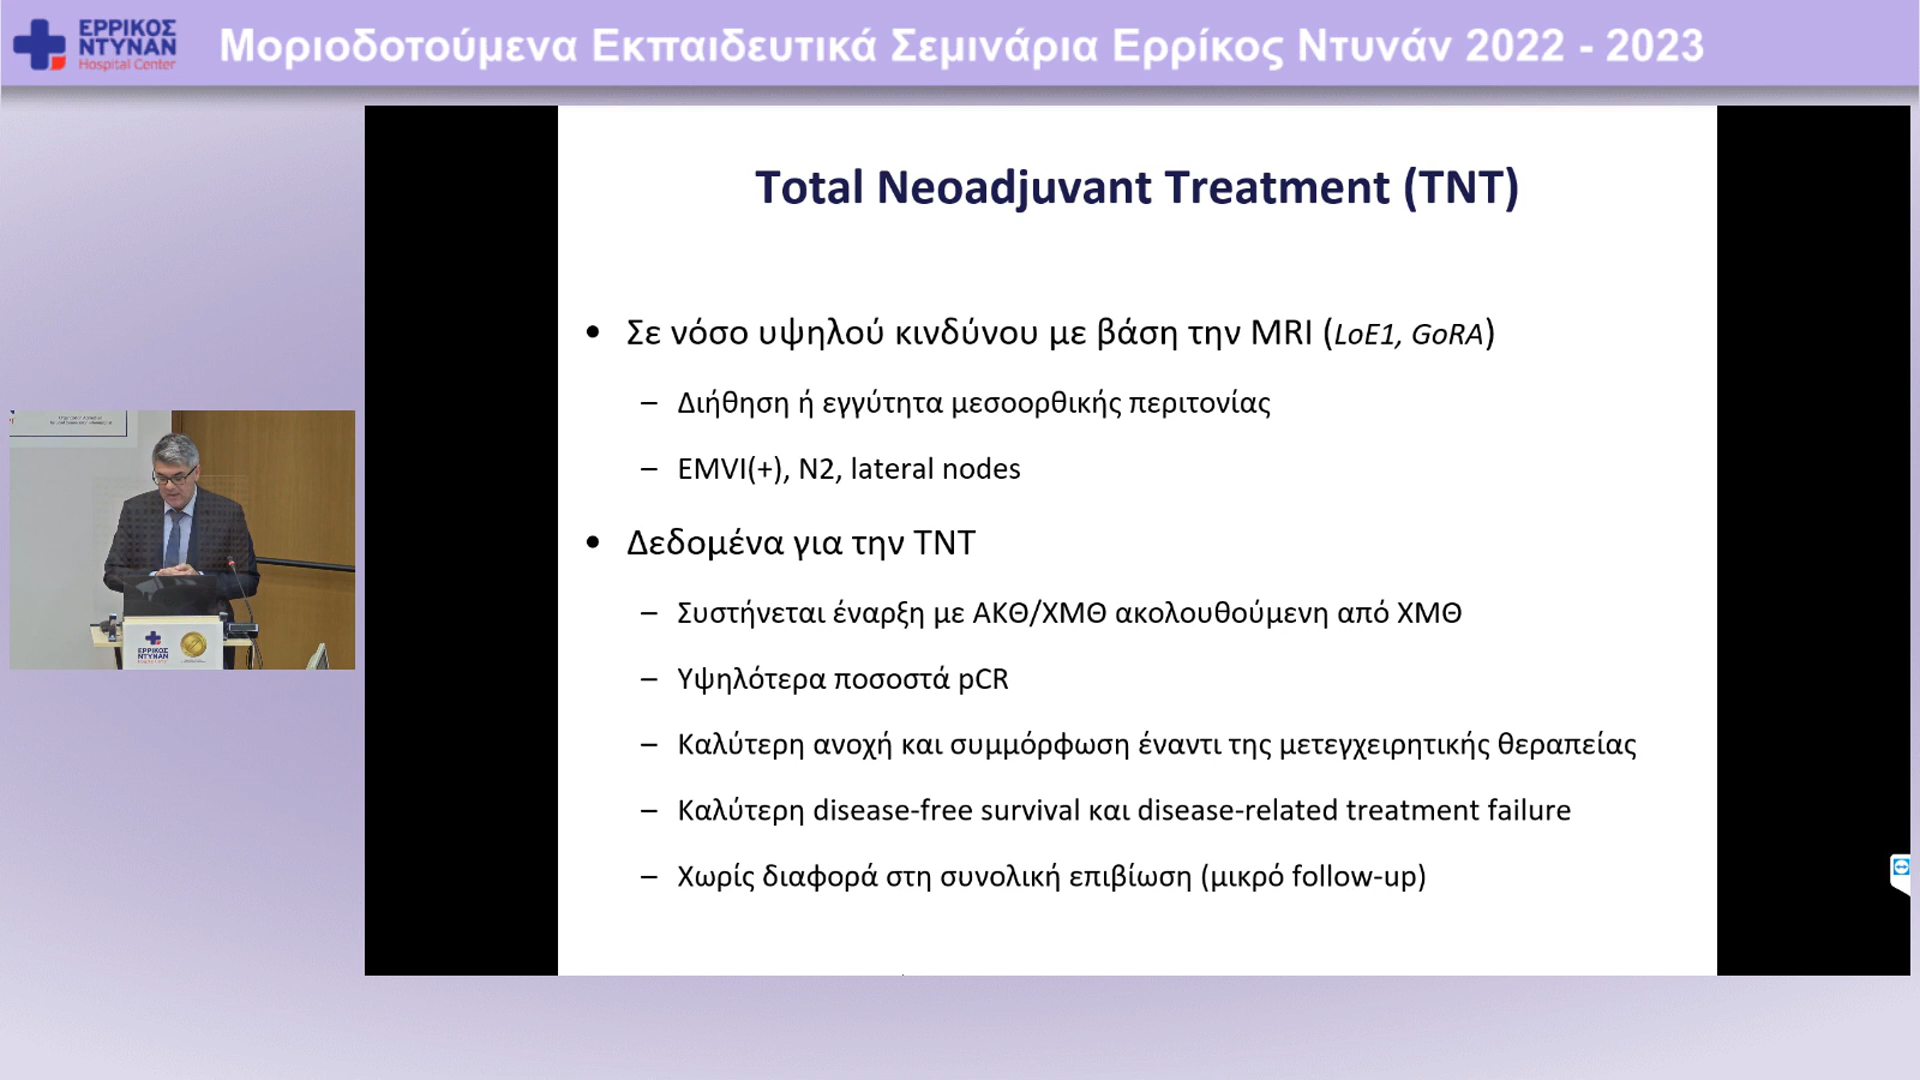 ΕΡΡΙΚΟΣ
ΝΤΥΝΑΝ
Hospital Center
Μοριοδοτούμενα Εκπαιδευτικά Σεμινάρια Ερρίκος Ντυνάν 2022 - 2023
Total Neoadjuvant Treatment (TNT)
• Σε νόσο υψηλού κινδύνου με βάση την MRI (LoE1, GoRA)
– Διήθηση ή εγγύτητα μεσοορθικής περιτονίας
– EMVI(+), N2, lateral nodes
• Δεδομένα για την TNT
– Συστήνεται έναρξη με ΑΚΘ/ΧΜΘ ακολουθούμενη από ΧΜΘ
– Υψηλότερα ποσοστά pCR
– Καλύτερη ανοχή και συμμόρφωση έναντι της μετεγχειρητικής θεραπείας
– Καλύτερη disease-free survival και disease-related treatment failure
– Χωρίς διαφορά στη συνολική επιβίωση (μικρό follow-up)
ΕΡΡΙΚΟΣ
ΝΤΥΝΑΝ